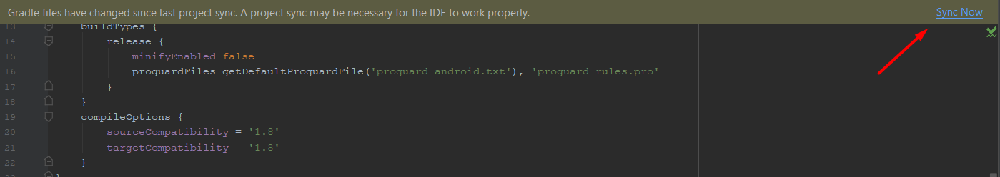 Gradle files have changed since last project sync. A project sync may be necessary for the IDE to work properly. Sync Now
13 buildTypes {
14 release {
15 minifyEnabled false
16 proguardFiles getDefaultProguardFile('proguard-android.txt'), 'proguard-rules.pro'
17 }
18 }
19 compileOptions {
20 sourceCompatibility = '1.8'
21 targetCompatibility = '1.8'
22 }
23 }